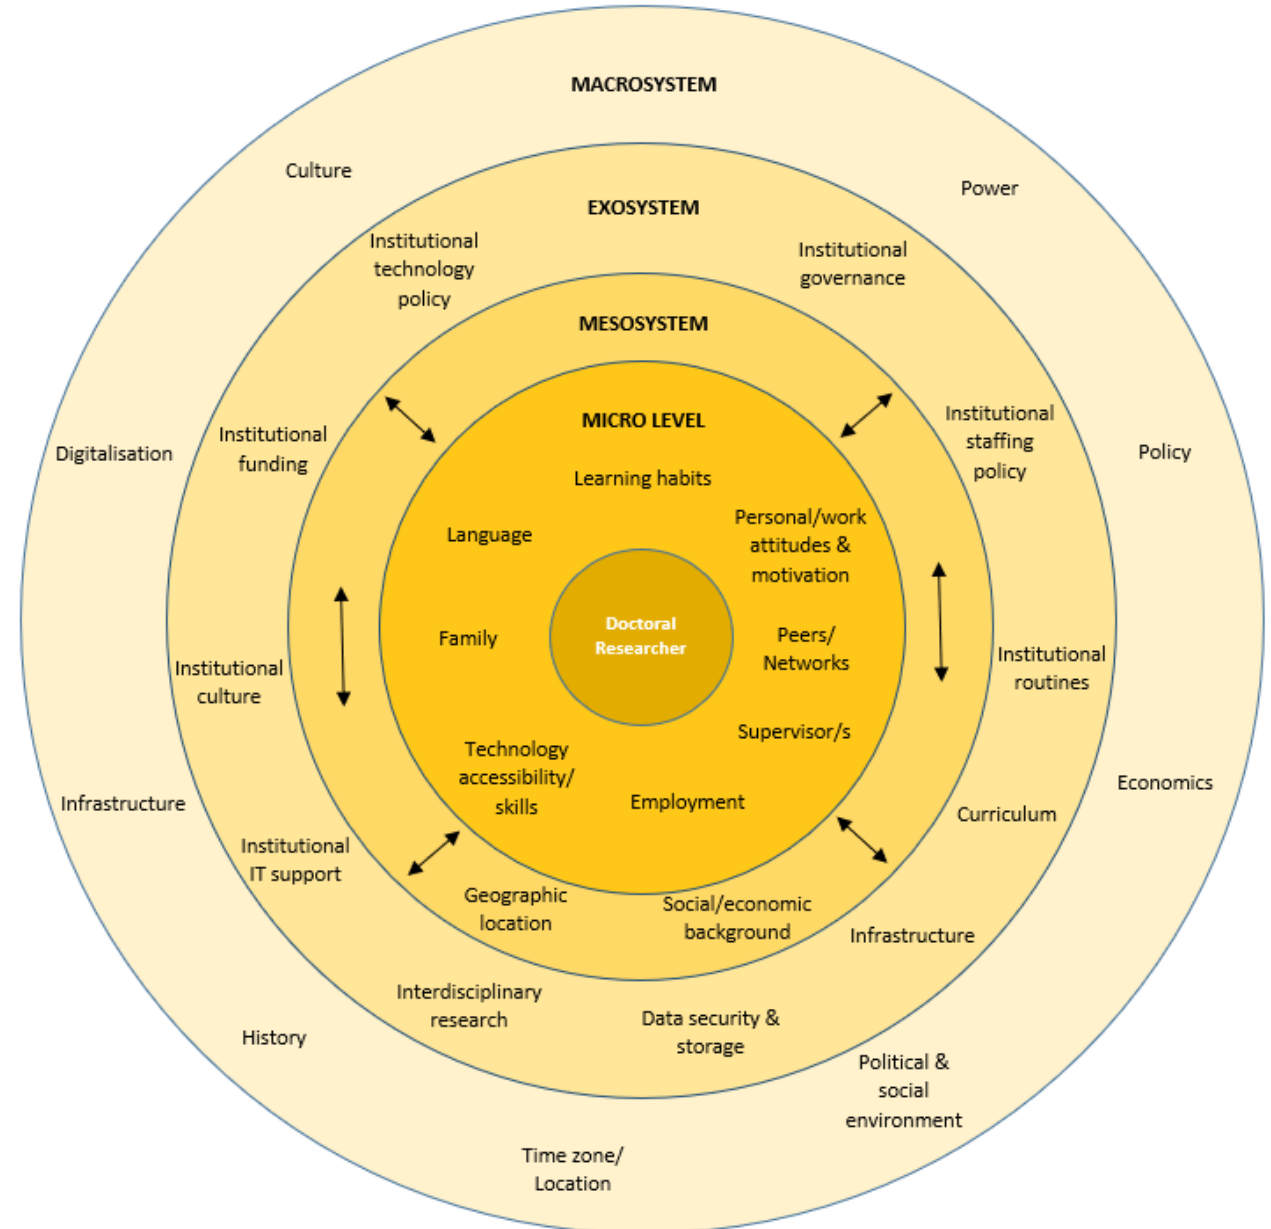 MACROSYSTEM
Culture
Power
EXOSYSTEM
Institutional
technology
policy
Institutional
governance
MESOSYSTEM
Digitalisation
Institutional
funding
MICRO LEVEL
Institutional
staffing
policy
Policy
Learning habits
Language
Personal/work
attitudes &
motivation
Doctoral
Researcher
Family
Peers/
Networks
Institutional
culture
Institutional
routines
Supervisor/s
Technology
accessibility/
skills
Employment
Infrastructure
Economics
Curriculum
Institutional
IT support
Geographic
location
Social/economic
background
Infrastructure
Interdisciplinary
research
Data security &
storage
History
Political &
social
environment
Time zone/
Location